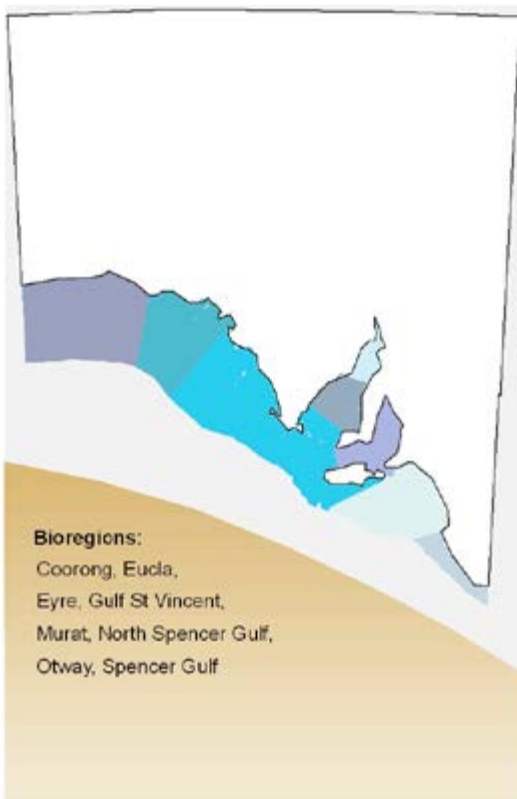 Bioregions:
Coorong, Eucla,
Eyre, Gulf St Vincent,
Murat, North Spencer Gulf,
Otway, Spencer Gulf